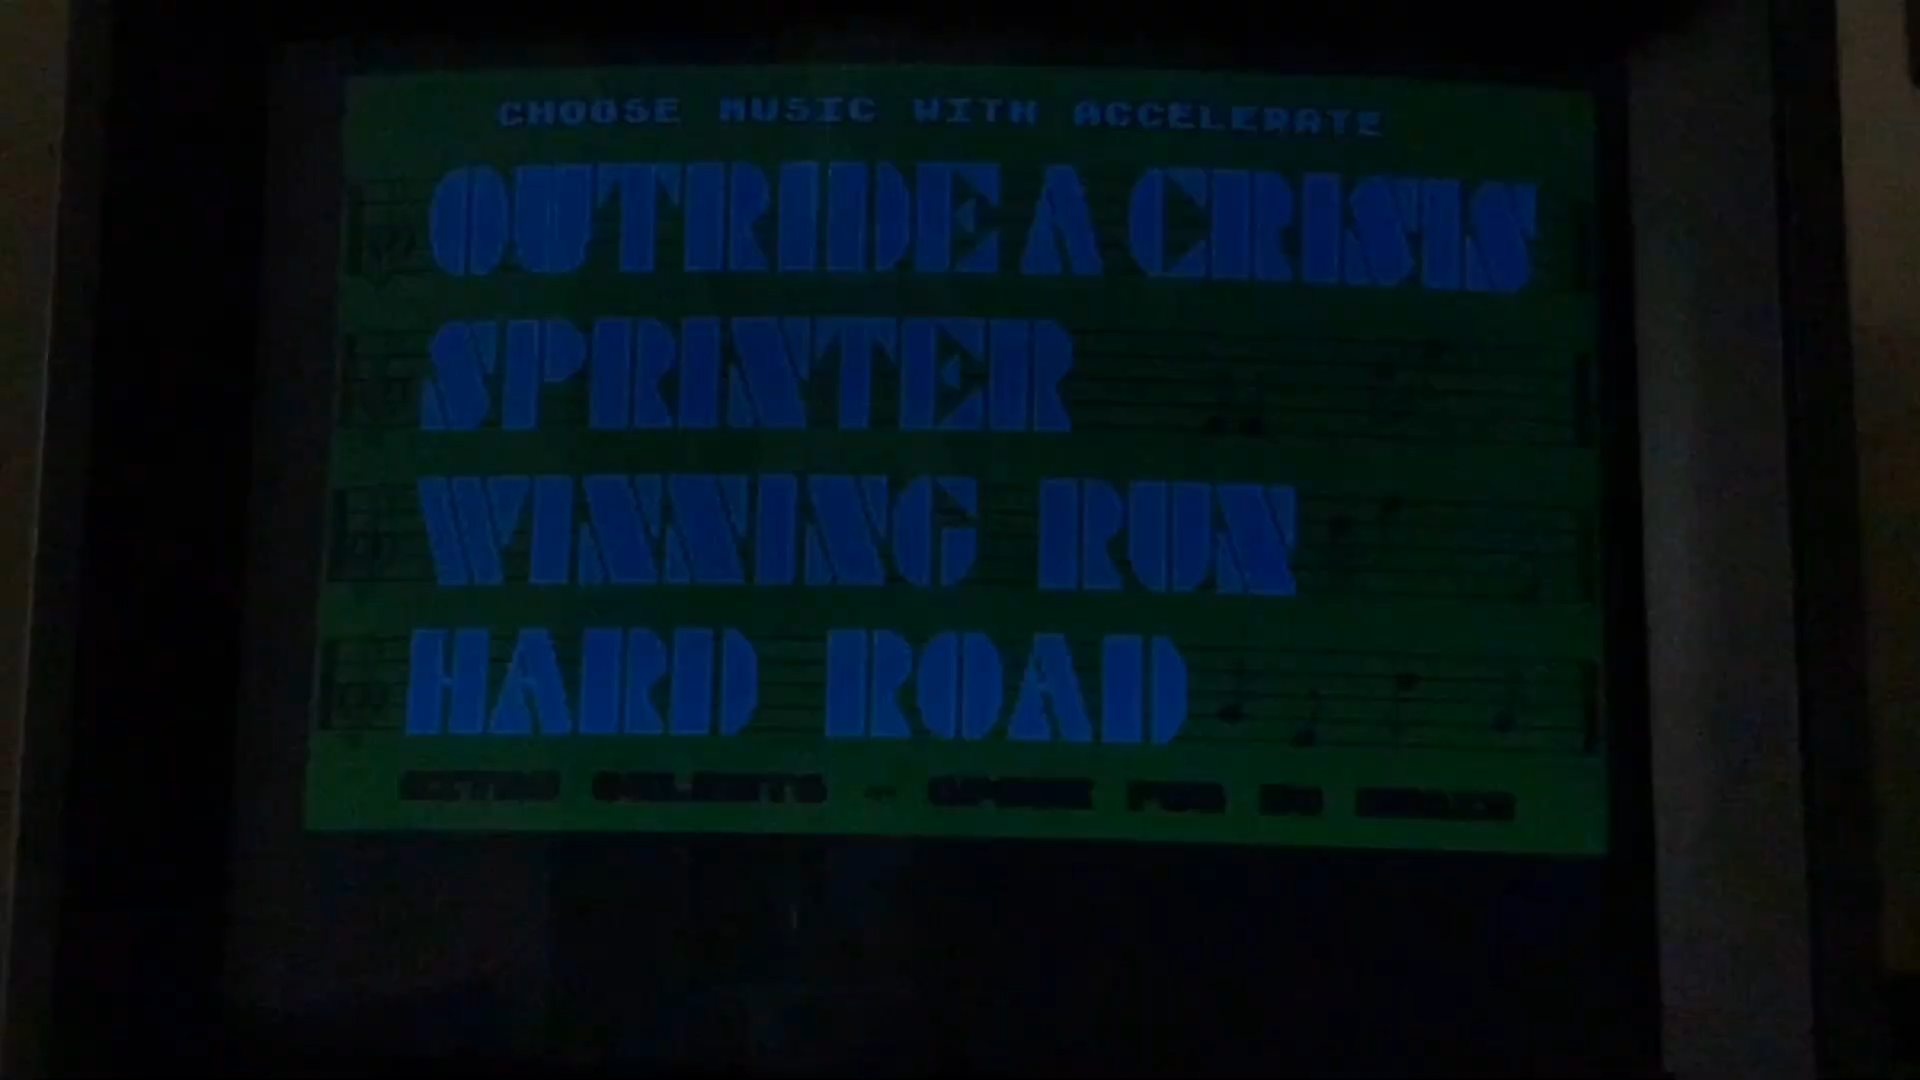 CHOOSE MUSIC WITH ACCELERATE
OUTRIDE A CRISIS
SPRINTER
WINNING RUN
HARD ROAD